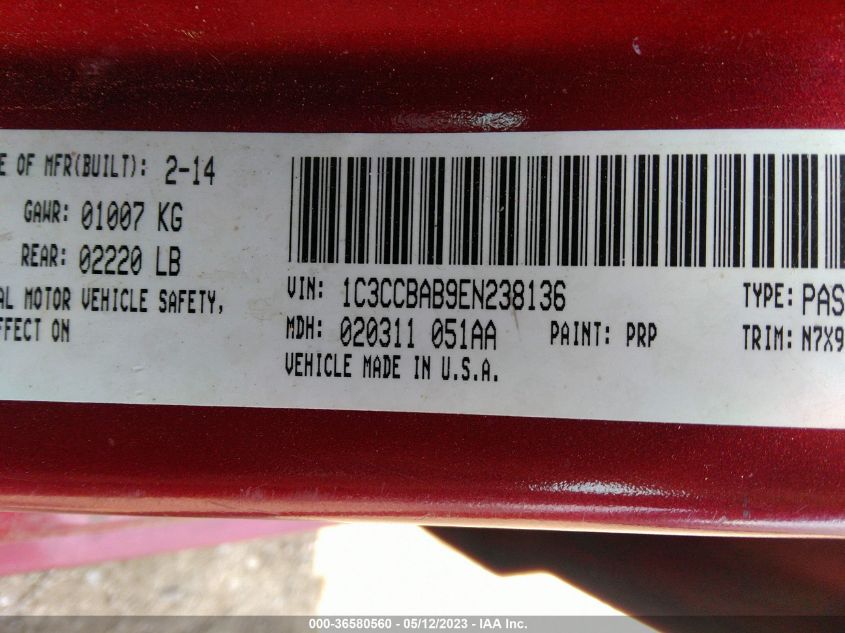 E OF MFR(BUILT): 2-14
GAWR: 01007 KG
REAR: 02220 LB
AL MOTOR VEHICLE SAFETY,
FFECT ON
VIN: 1C3CCBAB9EN238136
MDH: 020311 051AA PAINT: PRP
VEHICLE MADE IN U.S.A.
TYPE: PAS
TRIM: N7X9
000-36580560 - 05/12/2023 - IAA Inc.